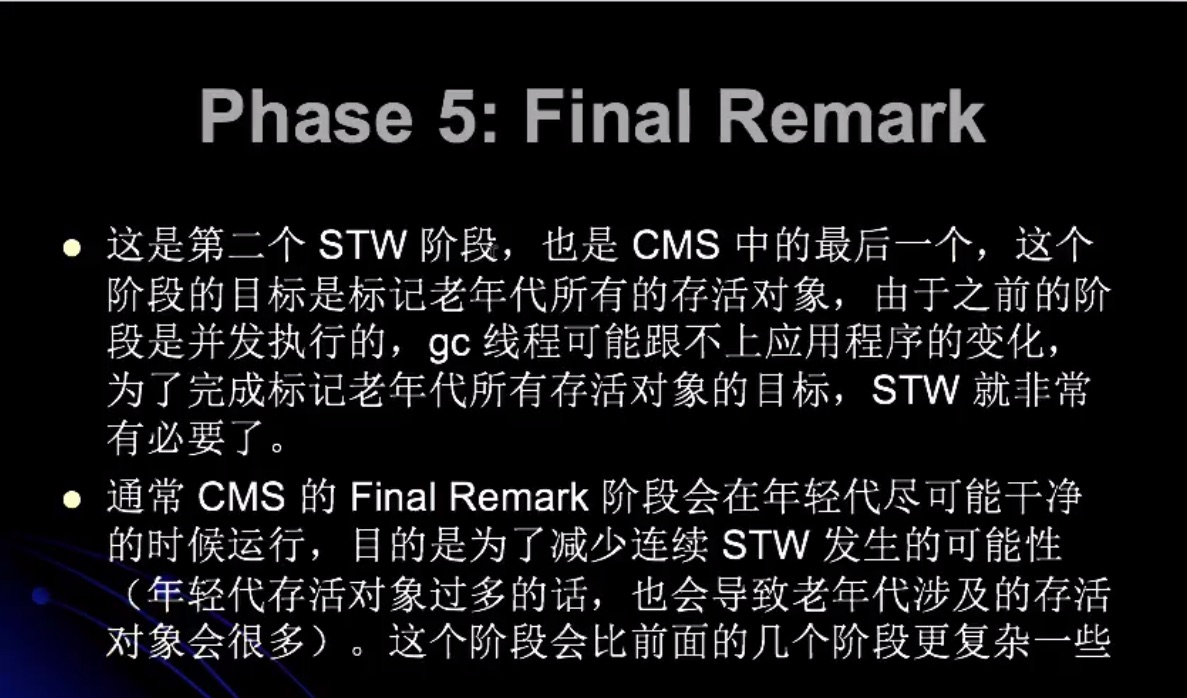 Phase 5: Final Remark
这是第二个 STW 阶段，也是 CMS 中的最后一个，这个
阶段的目标是标记老年代所有的存活对象，由于之前的阶
段是并发执行的，gc 线程可能跟不上应用程序的变化，
为了完成标记老年代所有存活对象的目标，STW 就非常
有必要了。
通常 CMS 的 Final Remark 阶段会在年轻代尽可能干净
的时候运行，目的是为了减少连续 STW 发生的可能性
（年轻代存活对象过多的话，也会导致老年代涉及的存活
对象会很多）。这个阶段会比前面的几个阶段更复杂一些